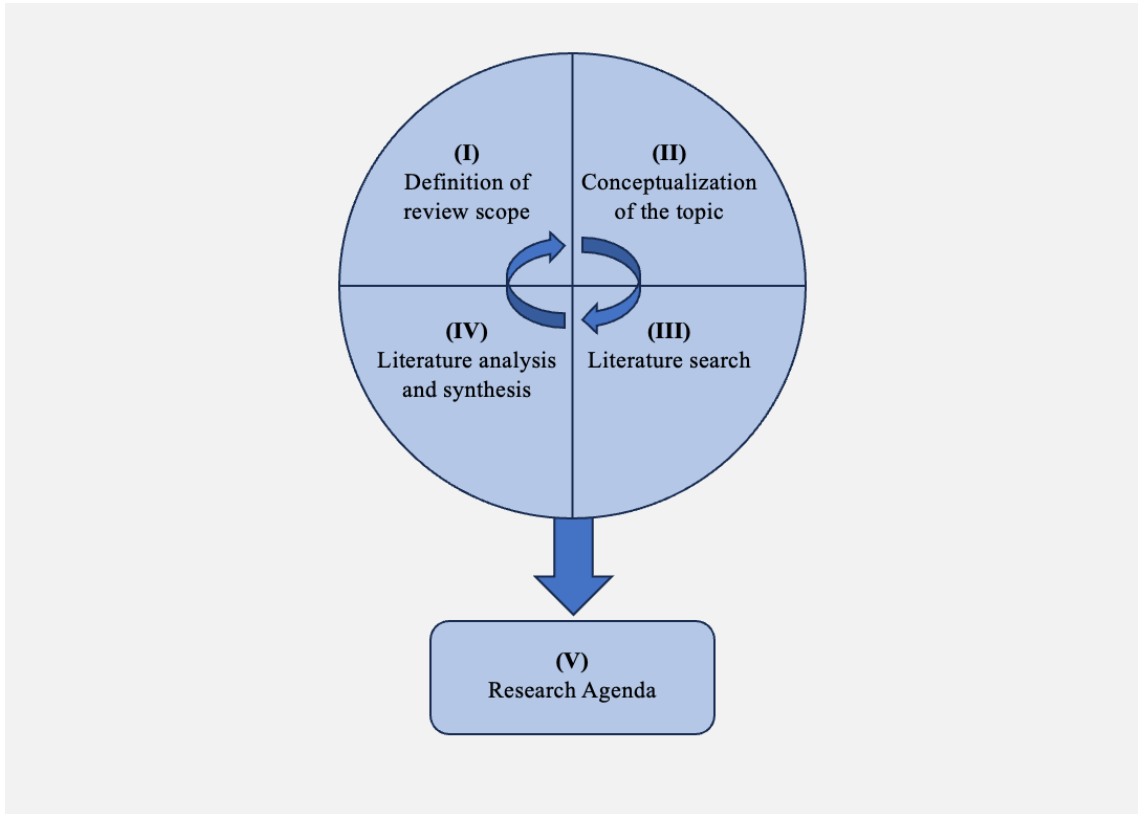 (I)
Definition of
review scope
(II)
Conceptualization
of the topic
(III)
Literature search
(IV)
Literature analysis
and synthesis
(V)
Research Agenda